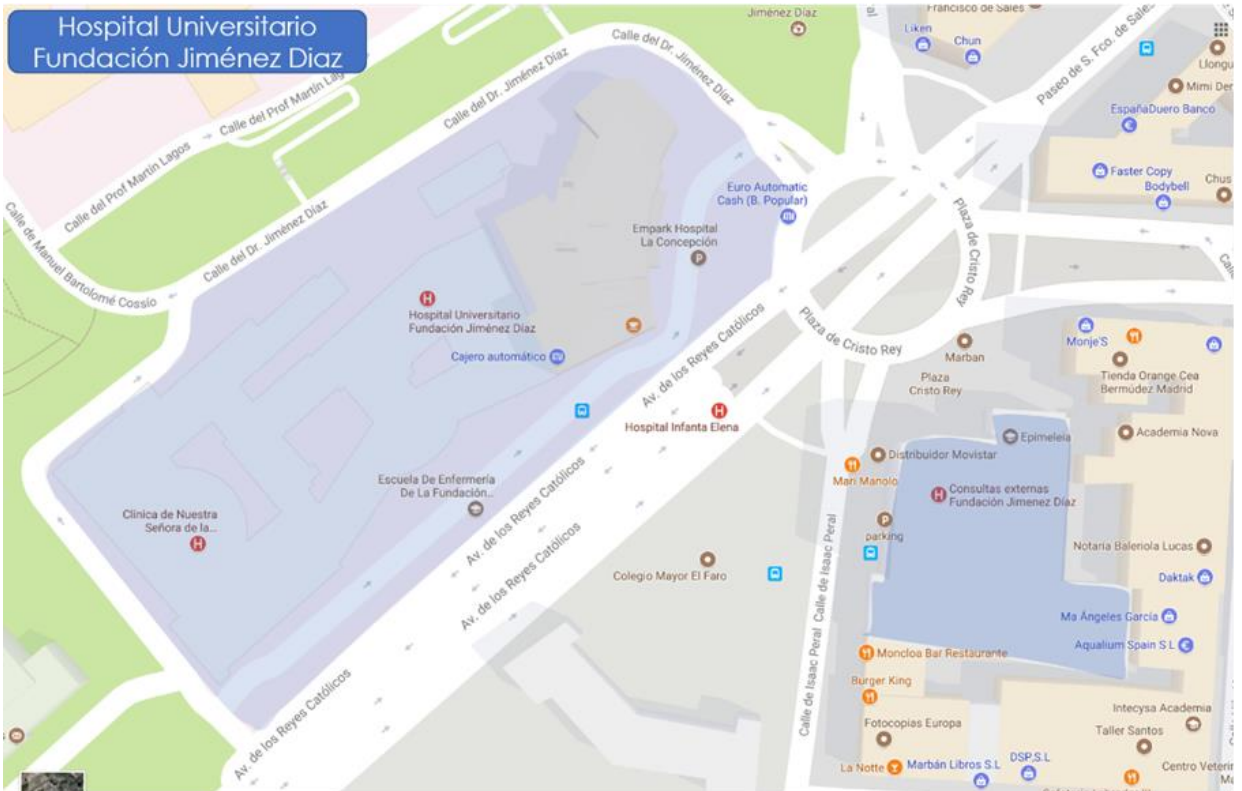 Hospital Universitario
Fundación Jiménez Diaz
Jiménez Díaz
Francisco de Sales
Liken
Chun
Paseo de S. Fco. de Sales
Mimi
EspañaDuero Banco
Faster Copy
Bodybell
Chus
Calle del Dr. Jiménez Díaz
Calle del Dr. Jiménez Díaz
Calle del Dr. Jiménez Díaz
Calle del Dr. Jiménez Díaz
Calle del Prof Martín Lagos
Calle del Prof Martín Lagos
Calle de Manuel Bartolomé Cossío
Euro Automatic
Cash (B. Popular)
Empark Hospital
La Concepción
P
H
Hospital Universitario
Fundación Jiménez Díaz
Cajero automático
Plaza de Cristo Rey
Plaza de Cristo Rey
Av. de los Reyes Católicos
Marban
Plaza
Cristo Rey
Monje'S
Tienda Orange Cea
Bermúdez Madrid
H
Hospital Infanta Elena
Epimeleia
Academia Nova
Distribuidor Movistar
Mari Manolo
H
Consultas externas
Fundación Jimenez Díaz
P
parking
Escuela De Enfermería
De La Fundación..
Clínica de Nuestra
Señora de la...
H
Av. de los Reyes Católicos
Av. de los Reyes Católicos
Av. de los Reyes Católicos
Colegio Mayor El Faro
Calle de Isaac Peral
Calle de Isaac Peral
Notaría Baleriola Lucas
Daktak
Ma Ángeles García
Aqualium Spain S L
Moncloa Bar Restaurante
Burger King
Fotocopias Europa
Intecysa Academia
Taller Santos
La Notte
Marbán Libros S.L
DSP,S.L
Centro